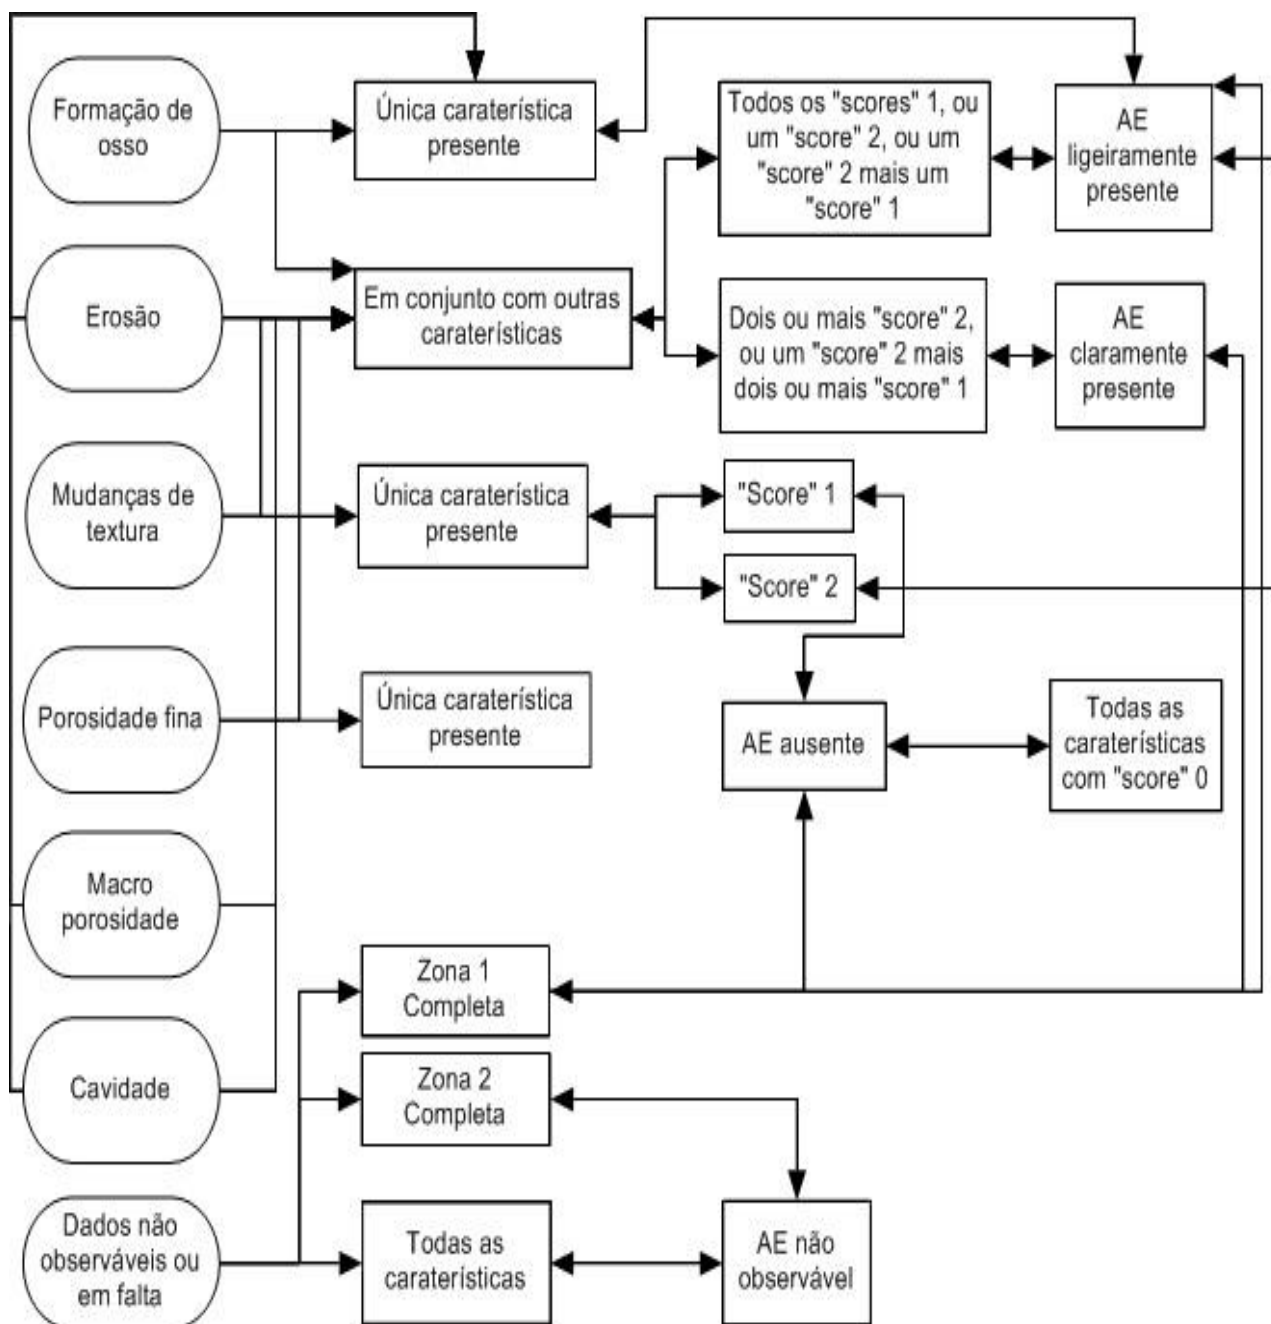 Formação de
osso
Única caraterística
presente
Todos os "scores" 1, ou
um "score" 2, ou um
"score" 2 mais um
"score" 1
AE
ligeiramente
presente
Erosão
Em conjunto com outras
caraterísticas
Dois ou mais "score" 2,
ou um "score" 2 mais
dois ou mais "score" 1
AE
claramente
presente
Mudanças de
textura
Única caraterística
presente
"Score" 1
"Score" 2
Porosidade fina
Única caraterística
presente
AE ausente
Todas as
caraterísticas
com "score" 0
Macro
porosidade
Zona 1
Completa
Cavidade
Zona 2
Completa
Dados não
observáveis ou
em falta
Todas as
caraterísticas
AE não
observável